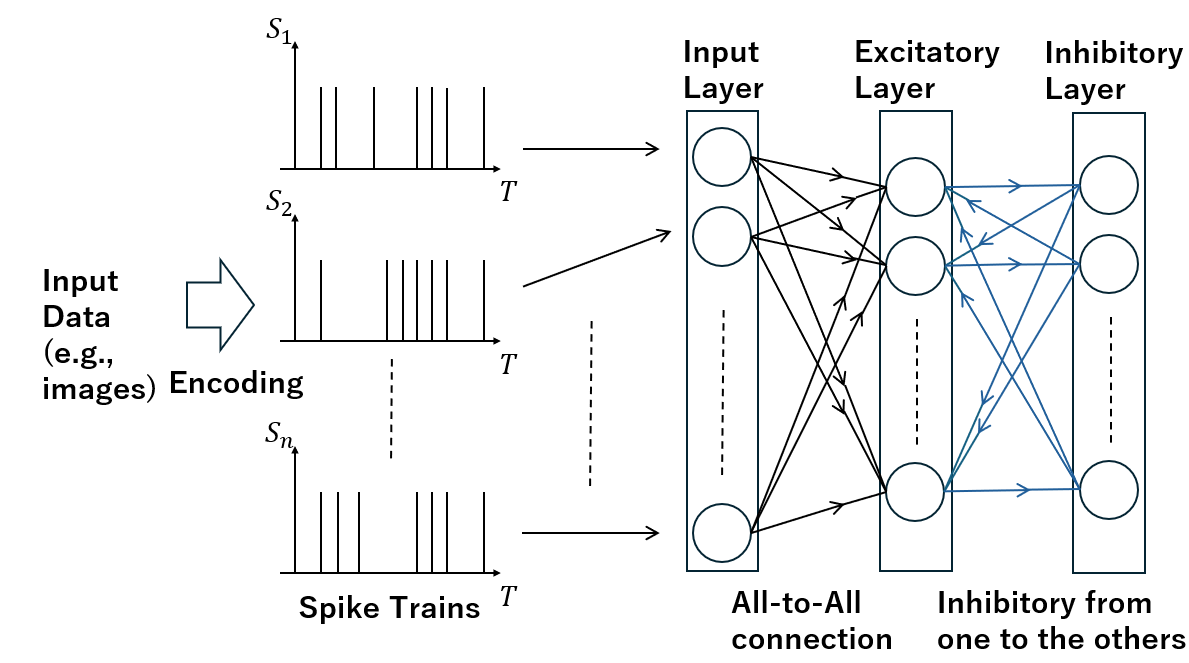 S₁
T
S₂
T
Sₙ
T
Input
Data
(e.g.,
images)
Encoding
Spike Trains
Input
Layer
Excitatory
Layer
Inhibitory
Layer
All-to-All
connection
Inhibitory from
one to the others